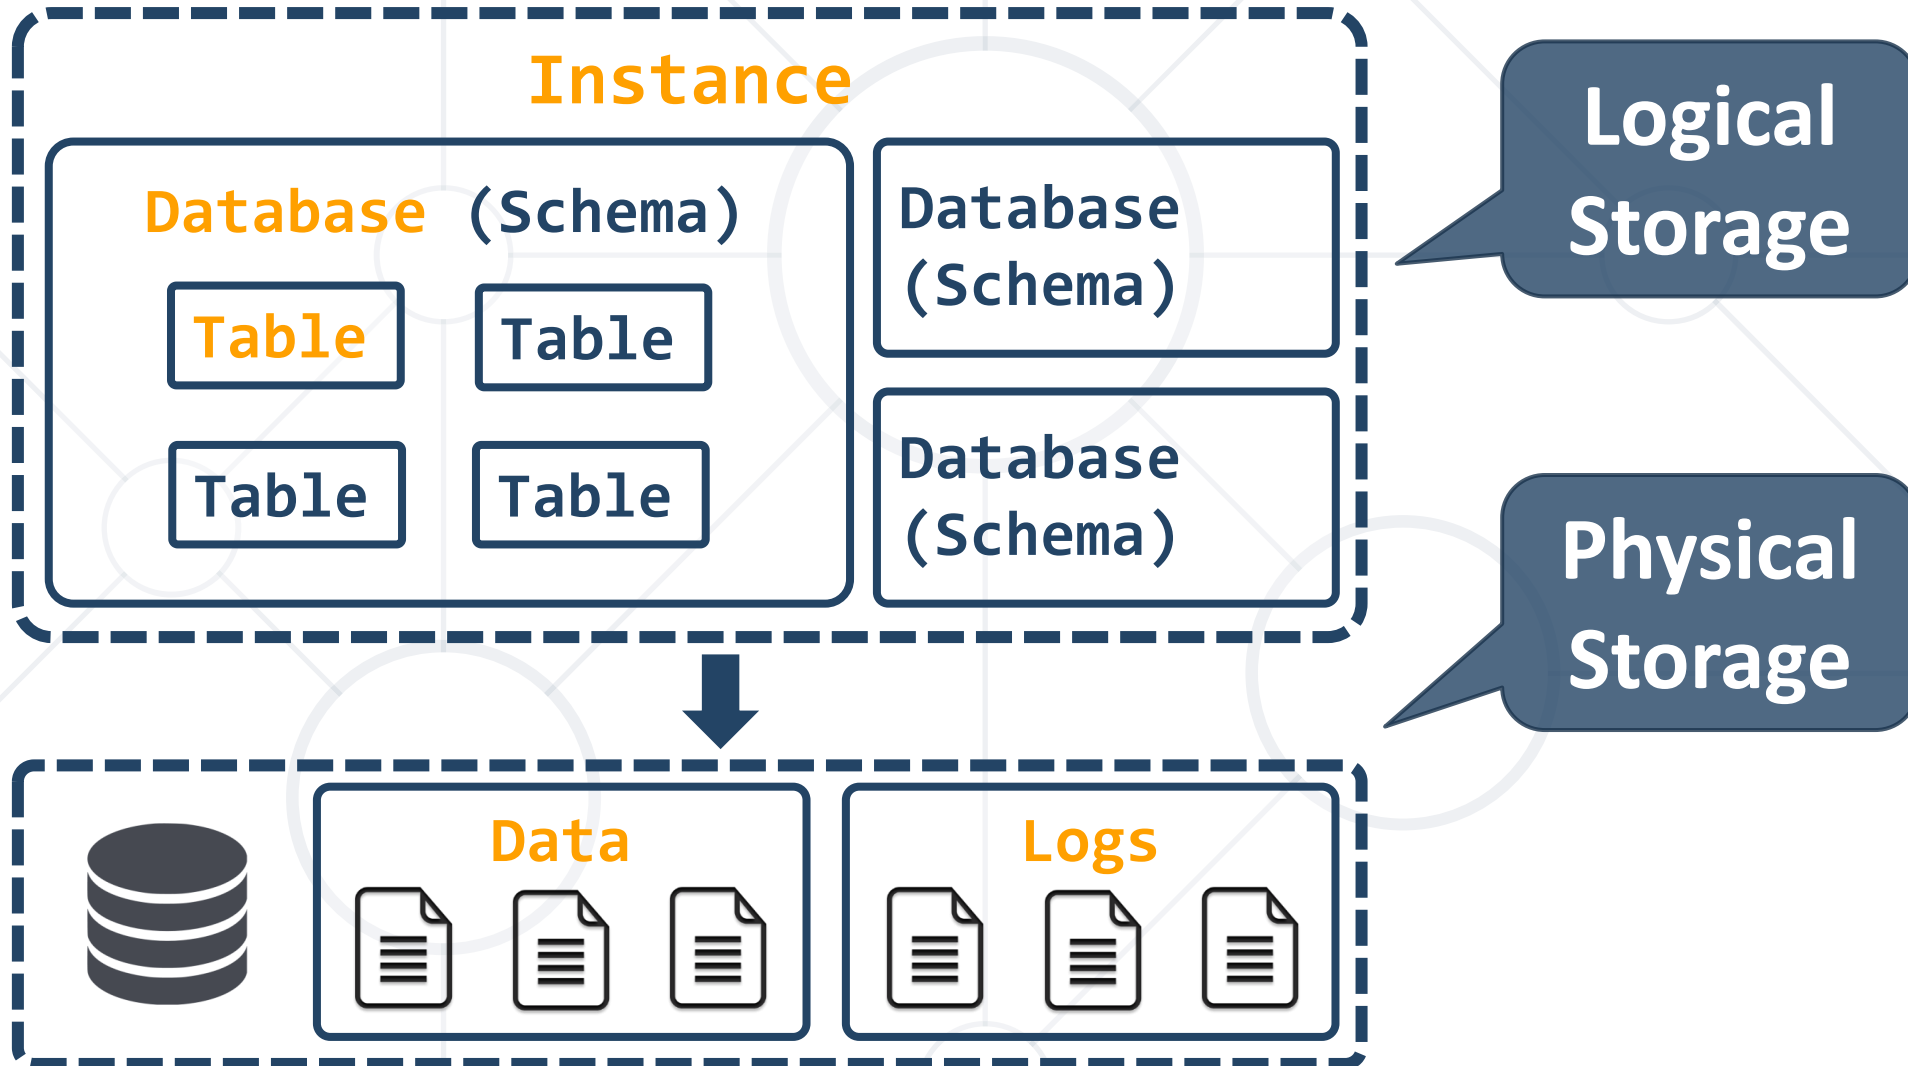 Instance
Database (Schema)
Table
Table
Table
Table
Database
(Schema)
Database
(Schema)
Logical
Storage
Physical
Storage
Data
Logs